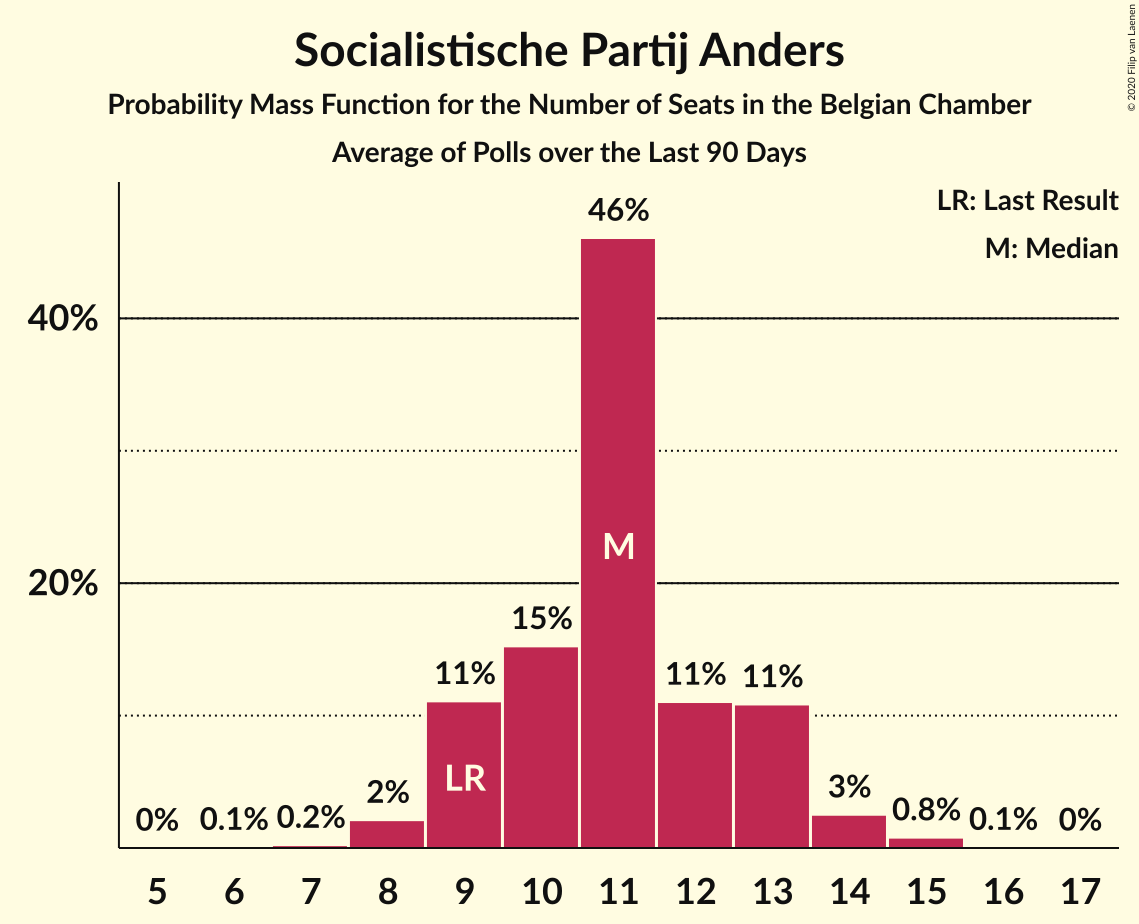 Socialistische Partij Anders
Probability Mass Function for the Number of Seats in the Belgian Chamber
Average of Polls over the Last 90 Days
© 2020 Filip van Laenen
LR: Last Result
M: Median
46%
40%
M
20%
15%
11%
11%
11%
LR
2%
3%
0%
0.1%
0.2%
0.8%
0.1%
0%
5 6 7 8 9 10 11 12 13 14 15 16 17